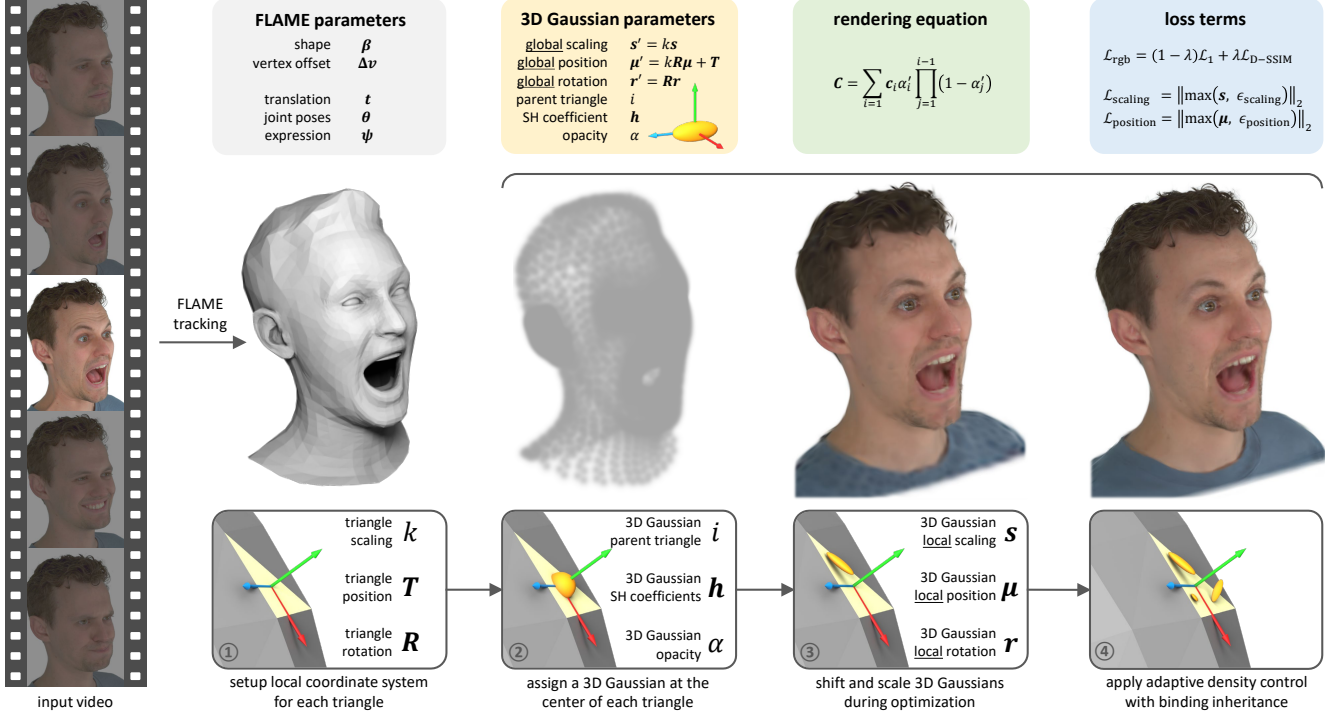 FLAME parameters
shape β
vertex offset Δv
translation t
joint poses θ
expression ψ
3D Gaussian parameters
global scaling s′ = ks
global position μ′ = kRμ + T
global rotation r′ = Rr
parent triangle i
SH coefficient h
opacity α
rendering equation
C = ∑_{i=1} c_i α′_i ∏_{j=1}^{i−1} (1 − α′_j)
loss terms
ℒ_rgb = (1 − λ)ℒ_1 + λℒ_D−SSIM
ℒ_scaling = ‖max(s, ϵ_scaling)‖_2
ℒ_position = ‖max(μ, ϵ_position)‖_2
FLAME
tracking
triangle
scaling k
triangle
position T
triangle
rotation R
①
3D Gaussian
parent triangle i
3D Gaussian
SH coefficients h
3D Gaussian
opacity α
②
3D Gaussian
local scaling s
3D Gaussian
local position μ
3D Gaussian
local rotation r
③
④
input video
setup local coordinate system
for each triangle
assign a 3D Gaussian at the
center of each triangle
shift and scale 3D Gaussians
during optimization
apply adaptive density control
with binding inheritance